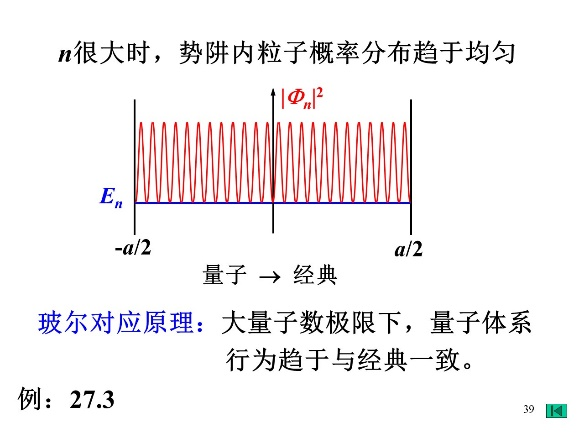 n很大时，势阱内粒子概率分布趋于均匀
|Φn|²
En
-a/2
a/2
量子 → 经典
玻尔对应原理：大量子数极限下，量子体系
行为趋于与经典一致。
例：27.3
39